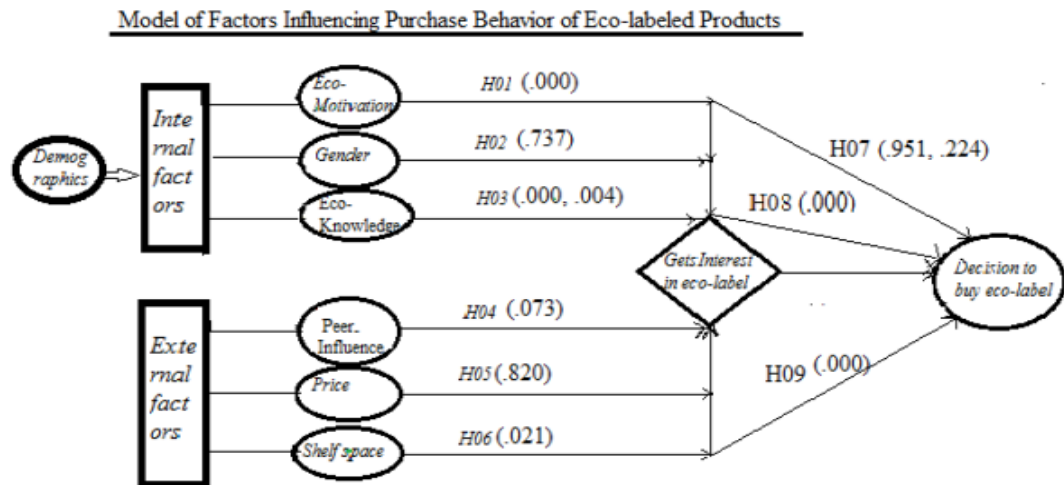 Model of Factors Influencing Purchase Behavior of Eco-labeled Products
Demog
raphics
Inte
rnal
fact
ors
Eco-
Motivation
H01 (.000)
Gender
H02 (.737)
Eco-
Knowledge
H03 (.000, .004)
H07 (.951, .224)
H08 (.000)
Gets Interest
in eco-label
Decision to
buy eco-label
Exte
rnal
fact
ors
Peer
Influence
H04 (.073)
Price
H05 (.820)
Shelf space
H06 (.021)
H09 (.000)